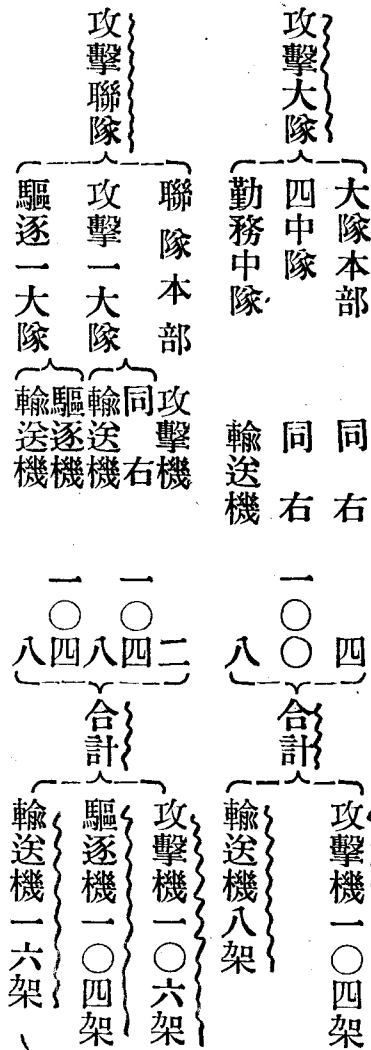 攻擊大隊
大隊本部 同右 四
四中隊 同右 一〇〇
勤務中隊 輸送機 八
合計
攻擊機一〇四架
輸送機八架
攻擊聯隊
聯隊本部 攻擊機 二
攻擊一大隊 同右 一〇四
輸送機 八
驅逐一大隊 驅逐機 一〇四
輸送機 八
合計
攻擊機一〇六架
驅逐機一〇四架
輸送機一六架